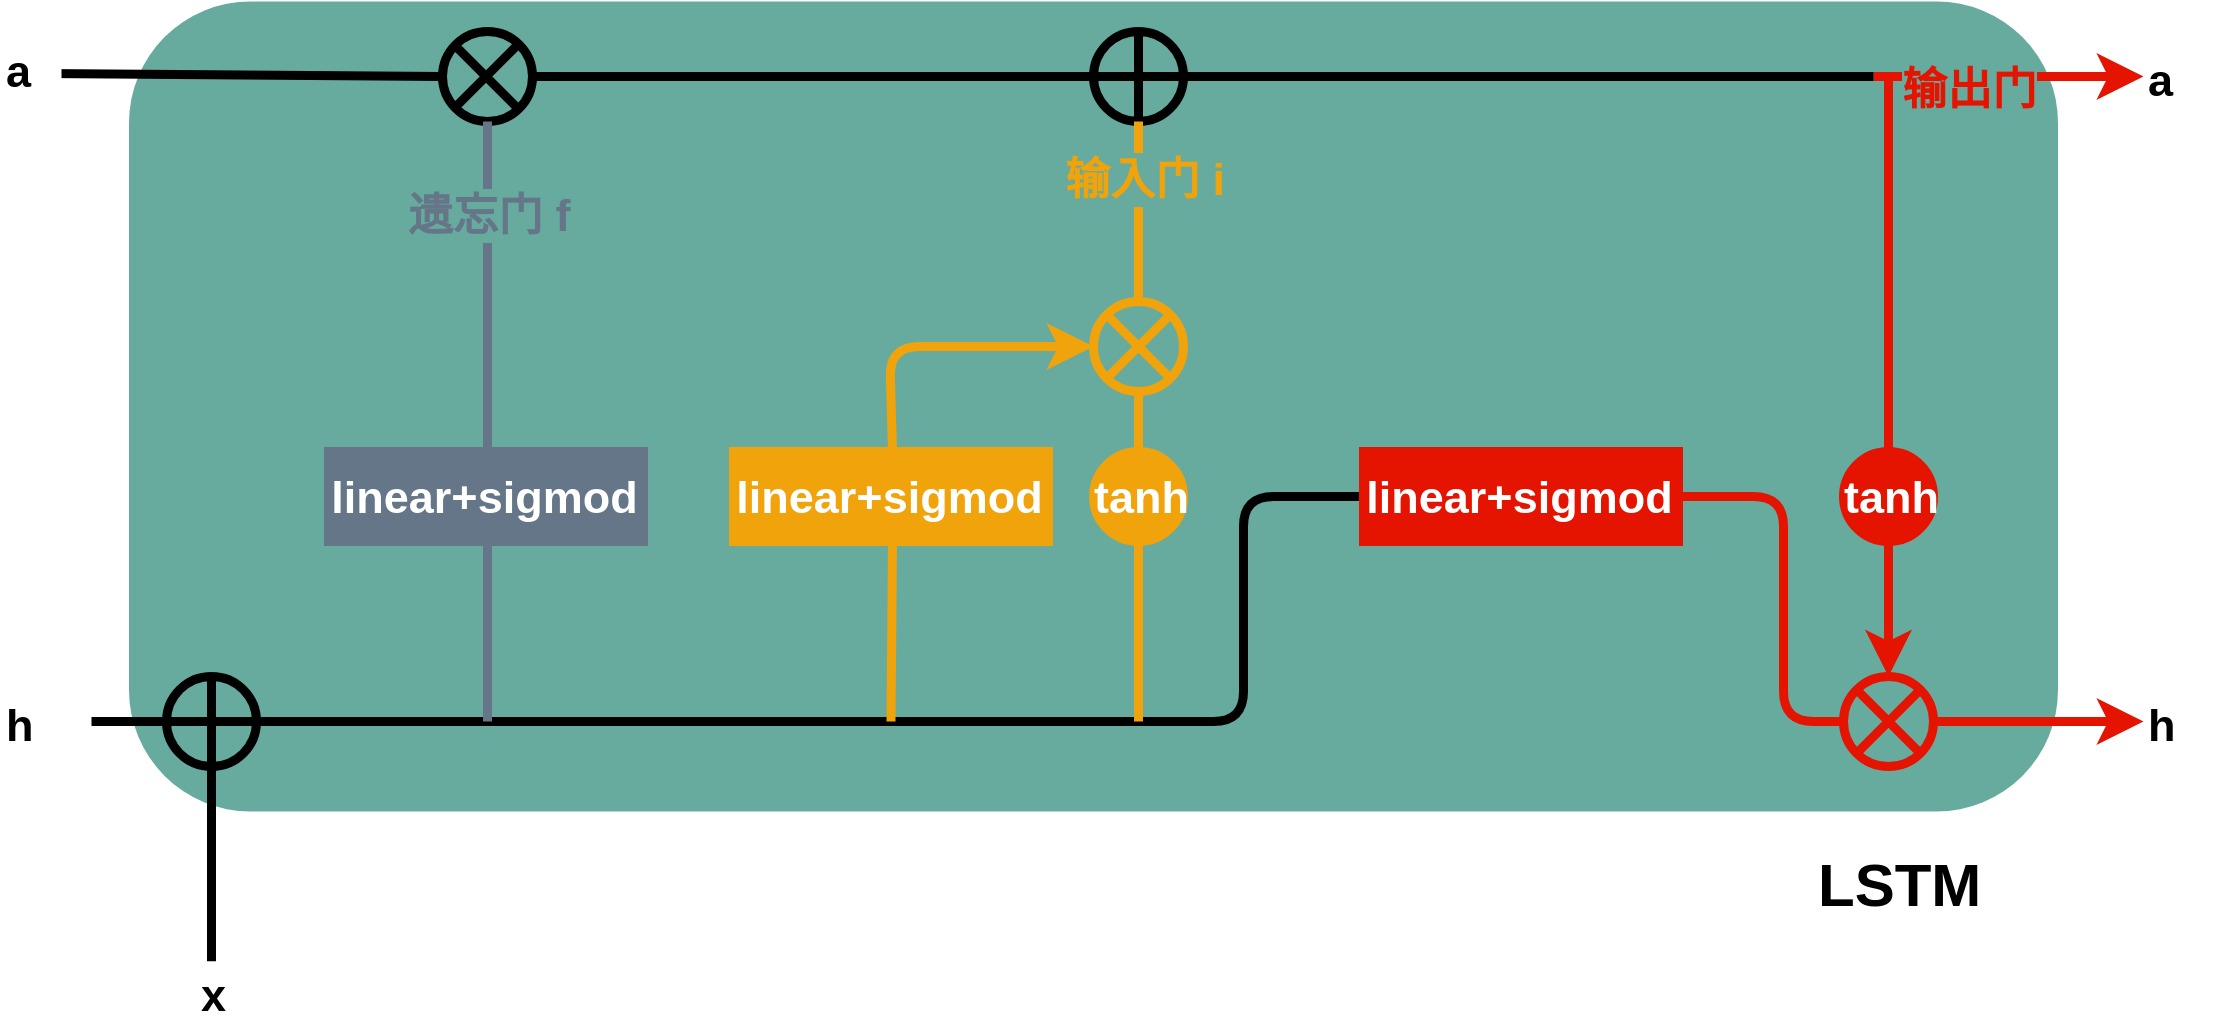 a
输出门
a
输入门 i
遗忘门 f
linear+sigmod
linear+sigmod
tanh
linear+sigmod
tanh
h
h
LSTM
x